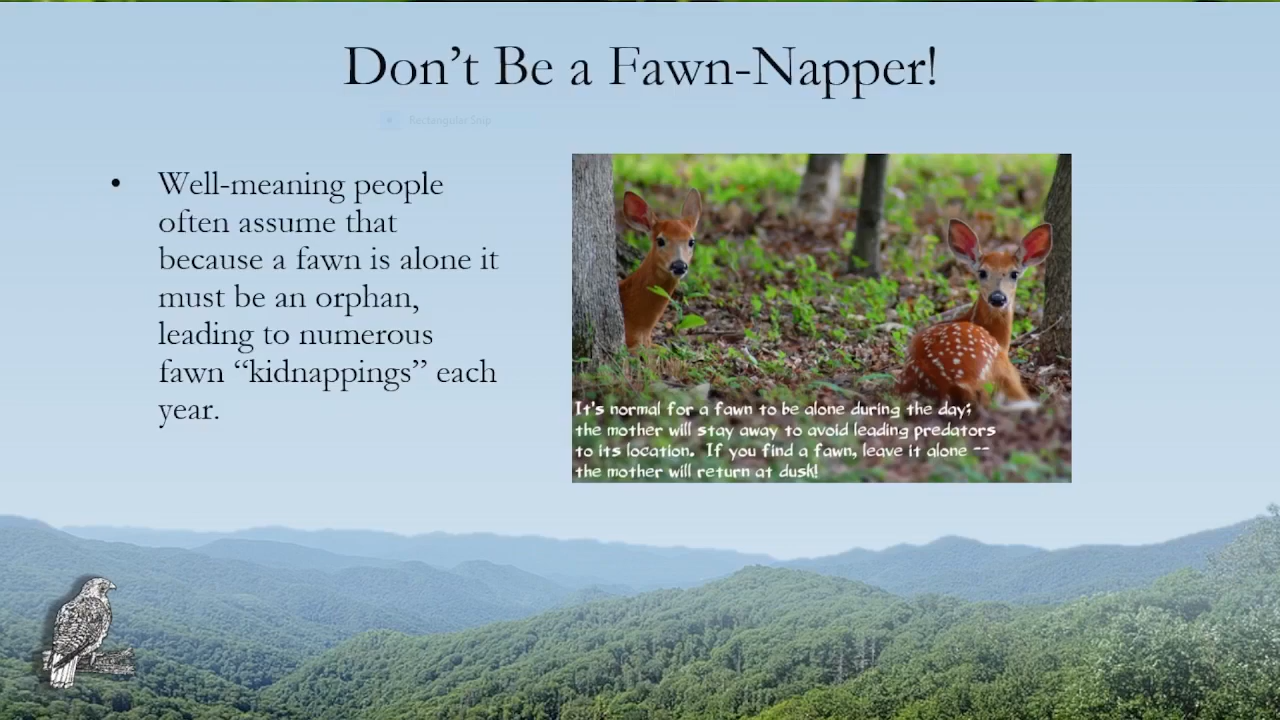 Don't Be a Fawn-Napper!
Rectangular Snip
• Well-meaning people
often assume that
because a fawn is alone it
must be an orphan,
leading to numerous
fawn “kidnappings” each
year.
It's normal for a fawn to be alone during the day;
the mother will stay away to avoid leading predators
to its location.  If you find a fawn, leave it alone --
the mother will return at dusk!